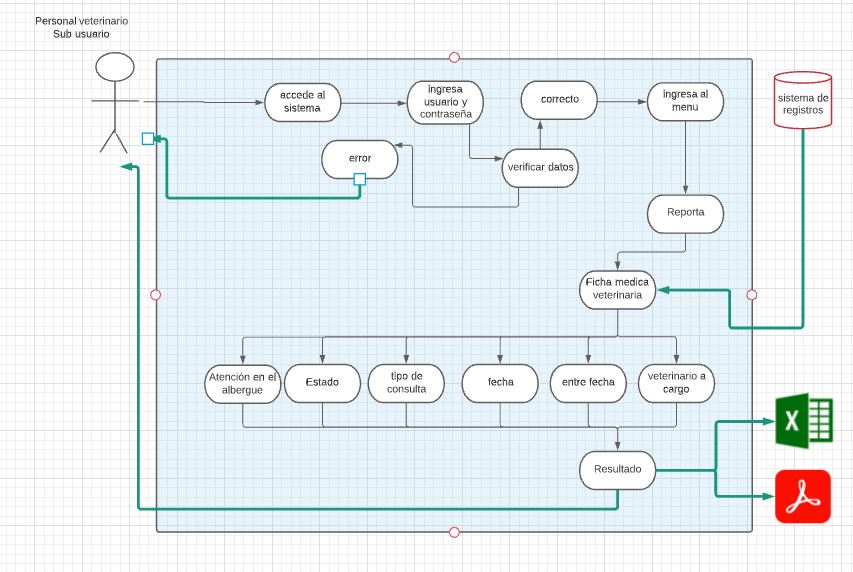 Personal veterinario
Sub usuario
accede al
sistema
ingresa
usuario y
contraseña
correcto
ingresa al
menu
sistema de
registros
error
verificar datos
Reporta
Ficha medica
veterinaria
Atención en el
albergue
Estado
tipo de
consulta
fecha
entre fecha
veterinario a
cargo
X
Resultado